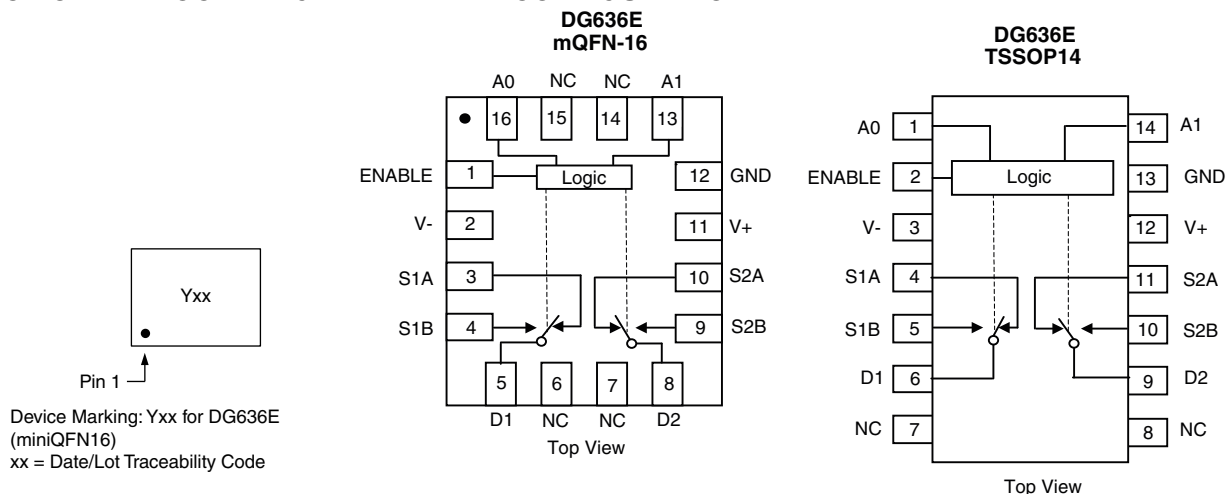 DG636E
mQFN-16
A0 NC NC A1
16 15 14 13
ENABLE 1 Logic 12 GND
V- 2 11 V+
S1A 3 10 S2A
S1B 4 9 S2B
5 6 7 8
D1 NC NC D2
Top View
DG636E
TSSOP14
A0 1 14 A1
ENABLE 2 Logic 13 GND
V- 3 12 V+
S1A 4 11 S2A
S1B 5 10 S2B
D1 6 9 D2
NC 7 8 NC
Top View
Yxx
Pin 1
Device Marking: Yxx for DG636E
(miniQFN16)
xx = Date/Lot Traceability Code